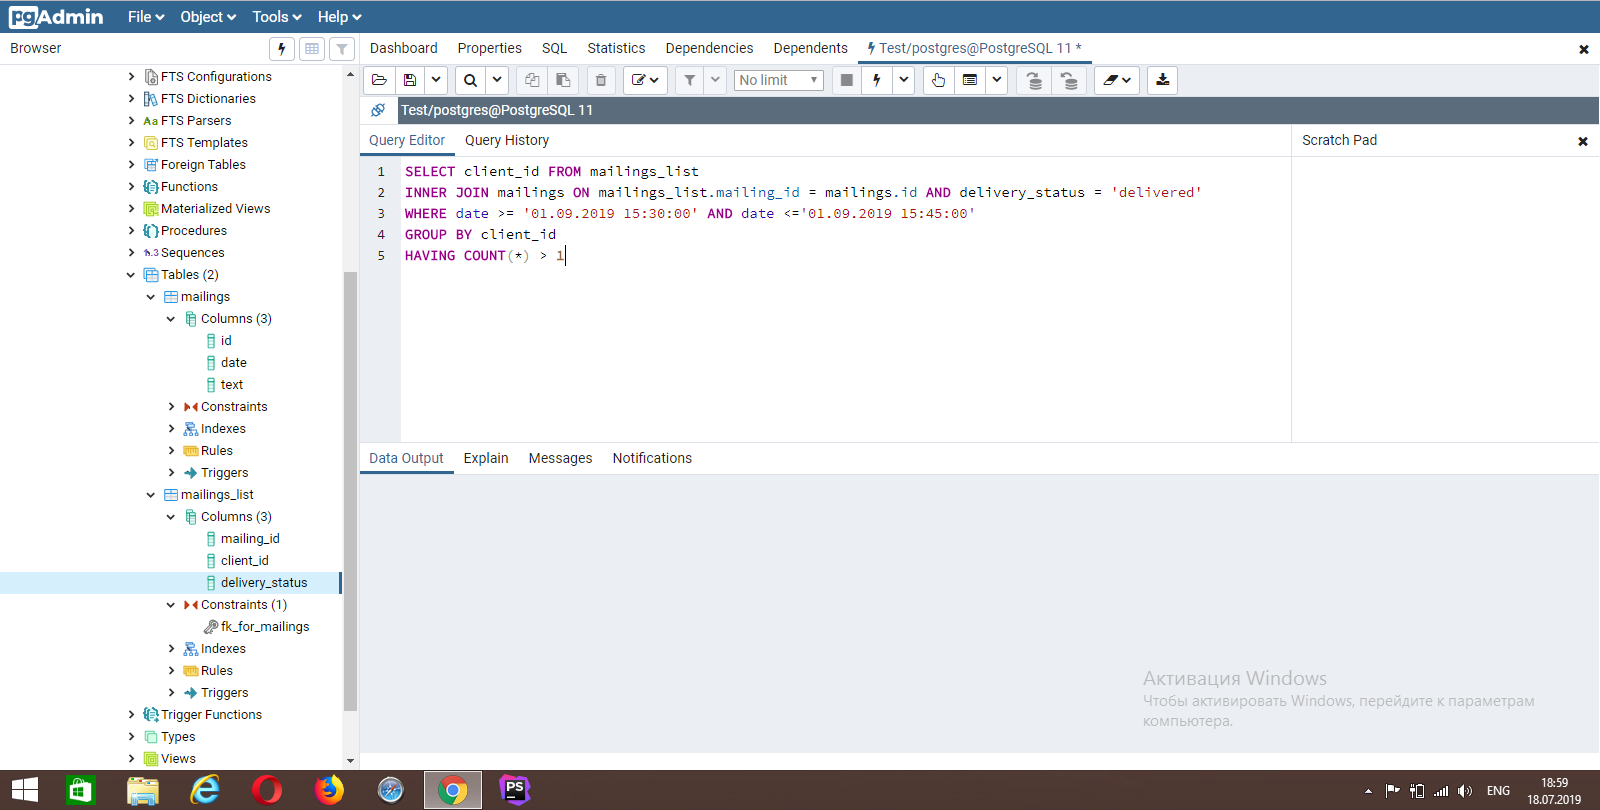 pgAdmin File Object Tools Help
Browser
Dashboard Properties SQL Statistics Dependencies Dependents Test/postgres@PostgreSQL 11 *
No limit
Test/postgres@PostgreSQL 11
Query Editor Query History
Scratch Pad
1 SELECT client_id FROM mailings_list
2 INNER JOIN mailings ON mailings_list.mailing_id = mailings.id AND delivery_status = 'delivered'
3 WHERE date >= '01.09.2019 15:30:00' AND date <='01.09.2019 15:45:00'
4 GROUP BY client_id
5 HAVING COUNT(*) > 1
FTS Configurations
FTS Dictionaries
Aa FTS Parsers
FTS Templates
Foreign Tables
Functions
Materialized Views
Procedures
1..3 Sequences
Tables (2)
mailings
Columns (3)
id
date
text
Constraints
Indexes
Rules
Triggers
mailings_list
Columns (3)
mailing_id
client_id
delivery_status
Constraints (1)
fk_for_mailings
Indexes
Rules
Triggers
Trigger Functions
Types
Views
Data Output Explain Messages Notifications
Активация Windows
Чтобы активировать Windows, перейдите к параметрам
компьютера.
PS
ENG
18:59
18.07.2019